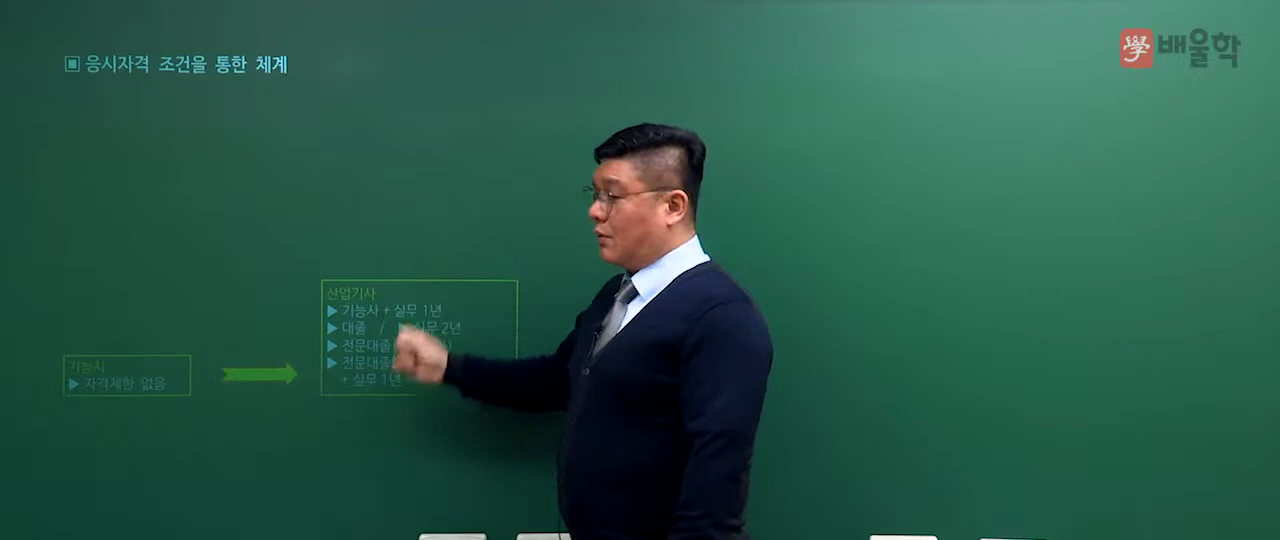 ▣ 응시자격 조건을 통한 체계
學 배울학
산업기사
▶ 기능사 + 실무 1년
▶ 대졸 / 실무 2년
▶ 전문대졸(
▶ 전문대졸
+ 실무 1년
기능사
▶ 자격제한 없음